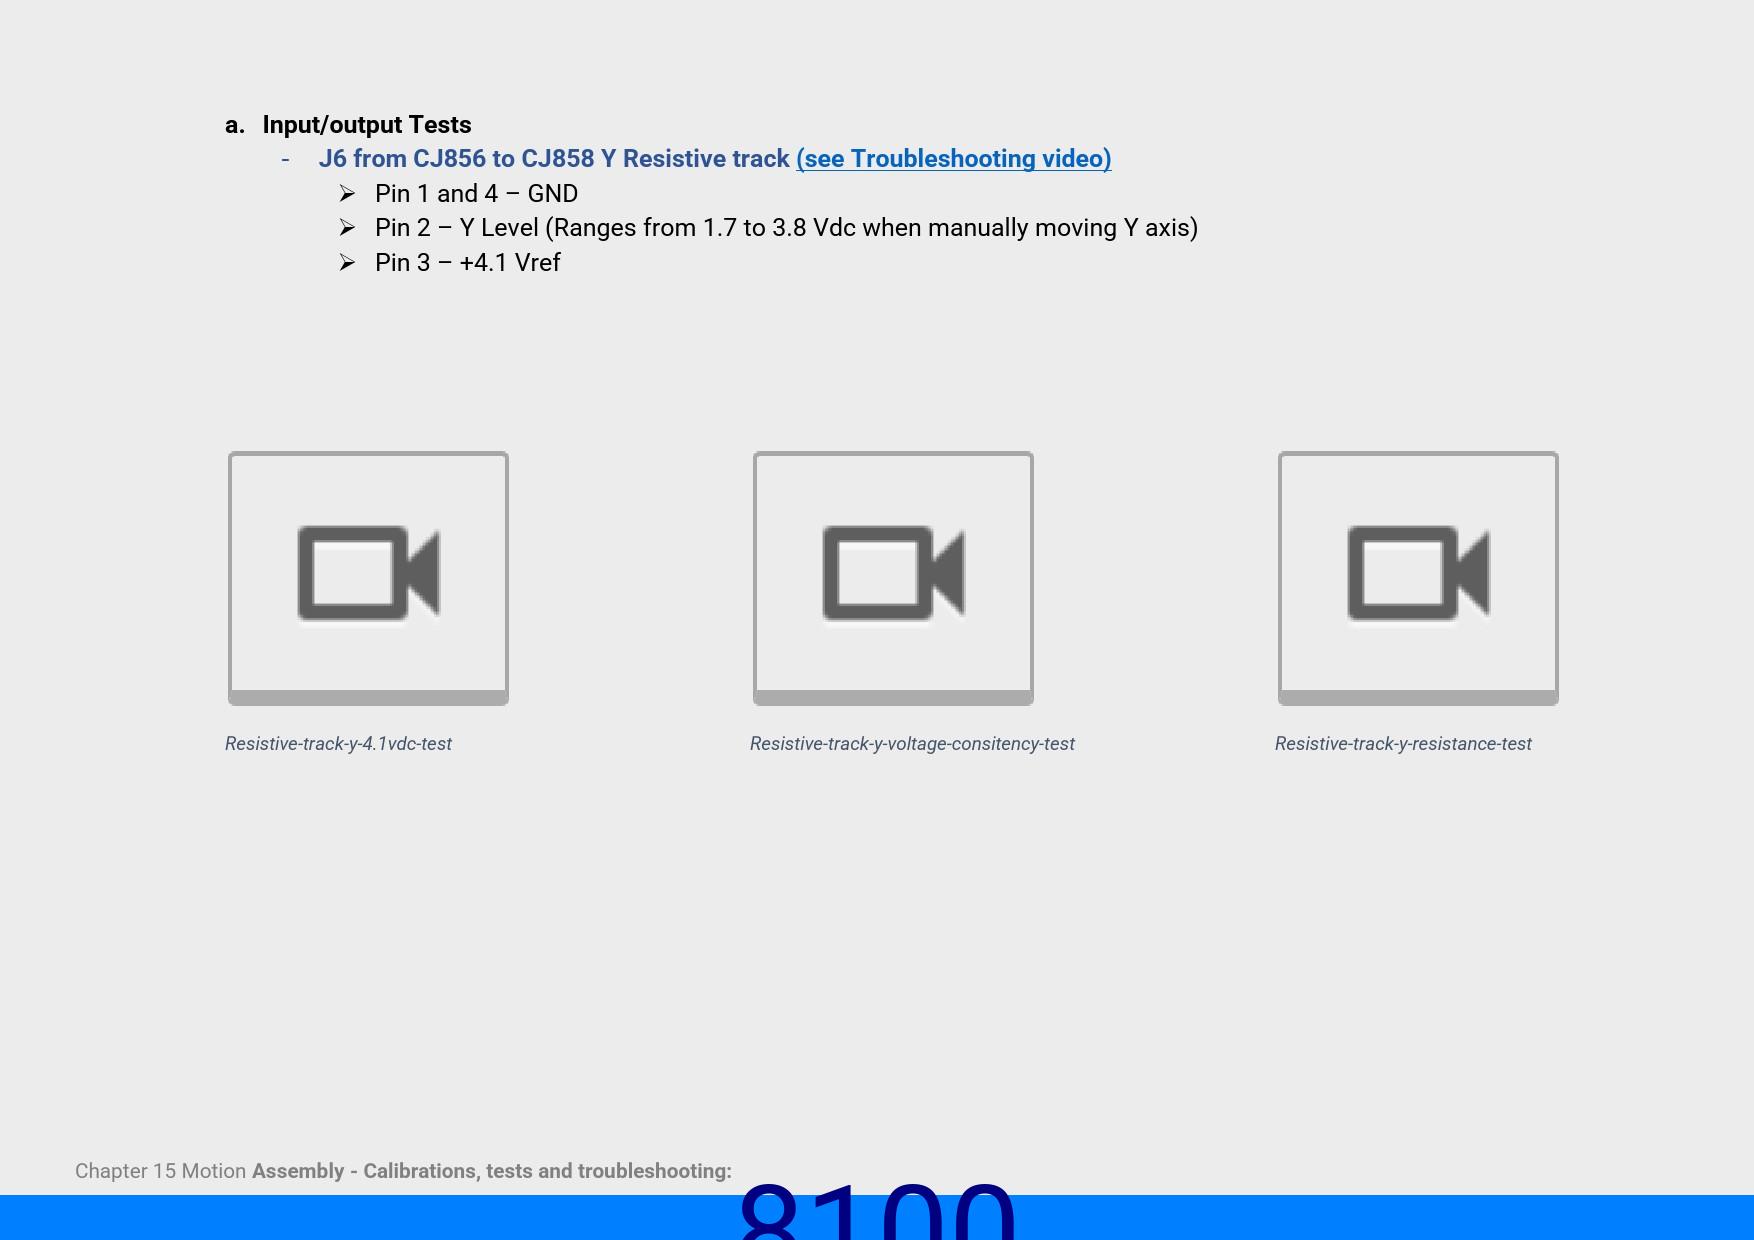 a. Input/output Tests
- J6 from CJ856 to CJ858 Y Resistive track (see Troubleshooting video)
➢ Pin 1 and 4 – GND
➢ Pin 2 – Y Level (Ranges from 1.7 to 3.8 Vdc when manually moving Y axis)
➢ Pin 3 – +4.1 Vref
Resistive-track-y-4.1vdc-test
Resistive-track-y-voltage-consitency-test
Resistive-track-y-resistance-test
Chapter 15 Motion Assembly - Calibrations, tests and troubleshooting:
8100